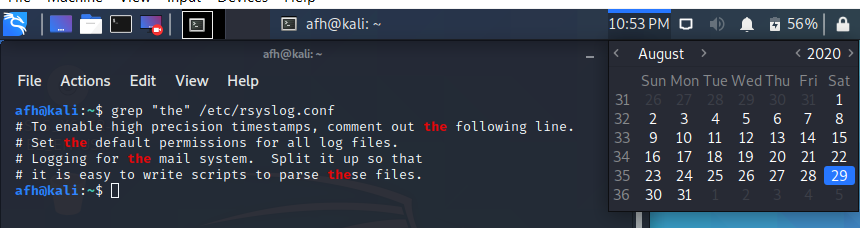 afh@kali: ~
10:53 PM
56%
afh@kali: ~
File Actions Edit View Help
afh@kali:~$ grep "the" /etc/rsyslog.conf
# To enable high precision timestamps, comment out the following line.
# Set the default permissions for all log files.
# Logging for the mail system.  Split it up so that
# it is easy to write scripts to parse these files.
afh@kali:~$
< August > < 2020 >
Sun Mon Tue Wed Thu Fri Sat
31 26 27 28 29 30 31 1
32 2 3 4 5 6 7 8
33 9 10 11 12 13 14 15
34 16 17 18 19 20 21 22
35 23 24 25 26 27 28 29
36 30 31 1 2 3 4 5